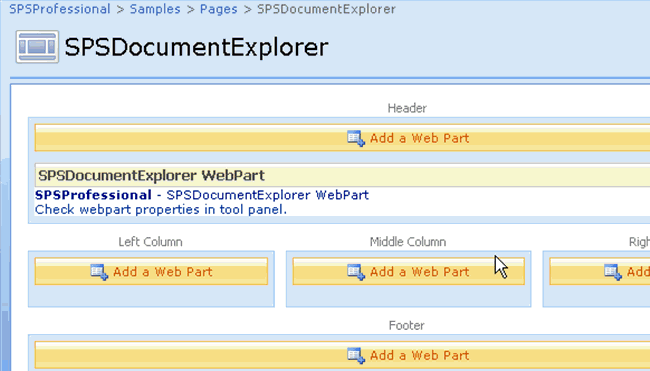 SPSProfessional > Samples > Pages > SPSDocumentExplorer
SPSDocumentExplorer
Header
Add a Web Part
SPSDocumentExplorer WebPart
SPSProfessional - SPSDocumentExplorer WebPart
Check webpart properties in tool panel.
Left Column Middle Column Righ
Add a Web Part Add a Web Part Add
Footer
Add a Web Part